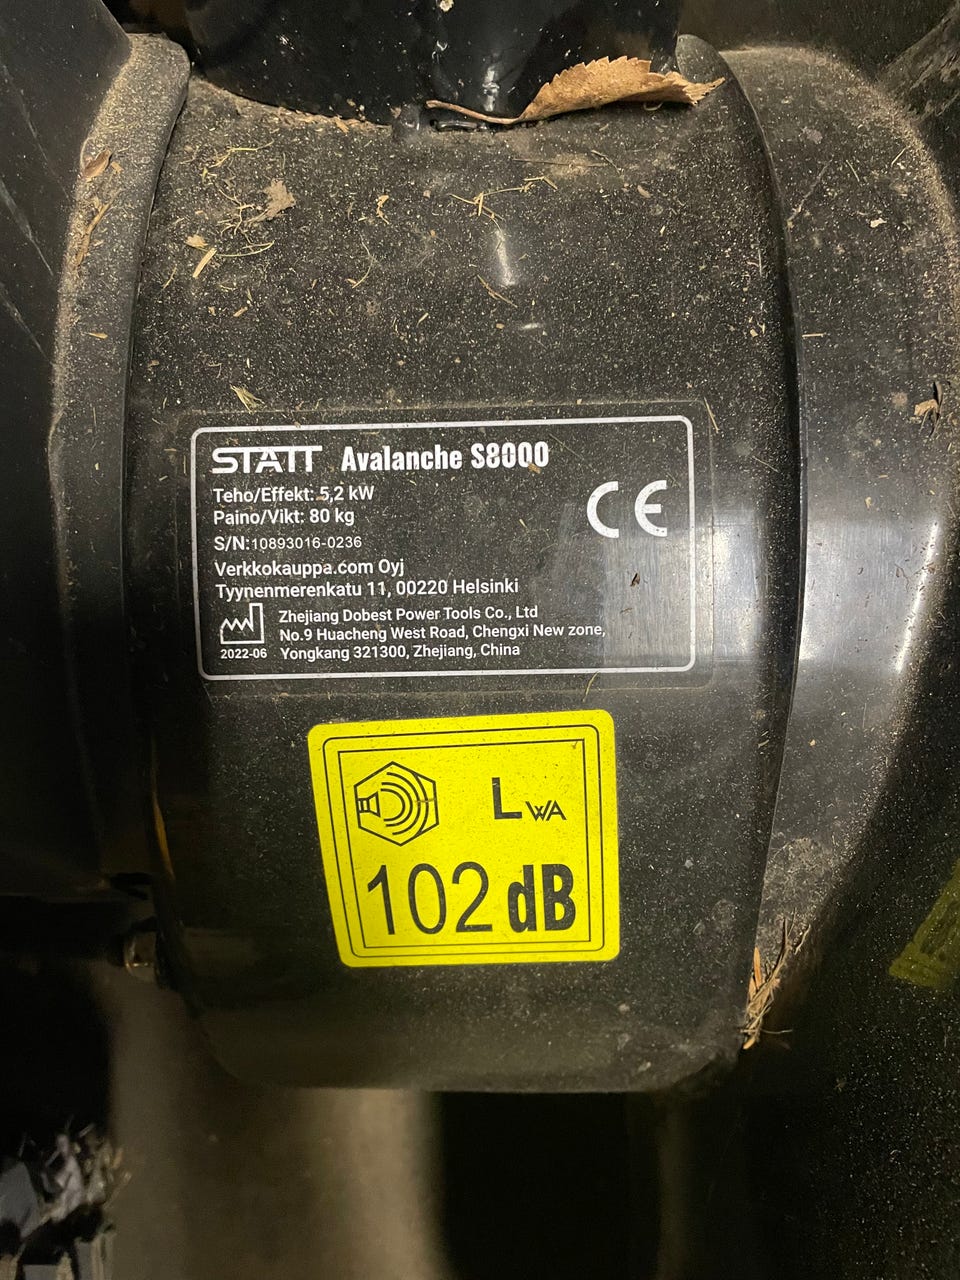 STATT Avalanche S8000
Teho/Effekt: 5,2 kW
Paino/Vikt: 80 kg
S/N:10893016-0236
CE
Verkkokauppa.com Oyj
Tyynenmerenkatu 11, 00220 Helsinki
Zhejiang Dobest Power Tools Co., Ltd
No.9 Huacheng West Road, Chengxi New zone,
2022-06 Yongkang 321300, Zhejiang, China
LWA
102 dB